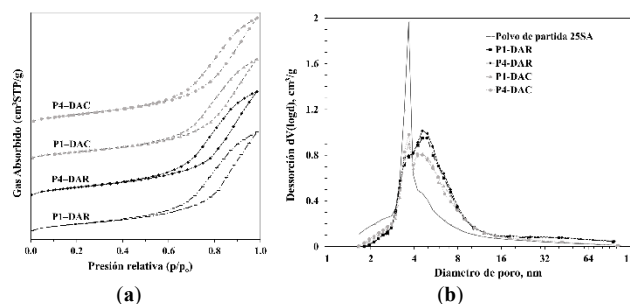 (a)
Gas Absorbido (cm³STP/g)
P4–DAC
P1–DAC
P4–DAR
P1–DAR
0.0 0.2 0.4 0.6 0.8 1.0
Presión relativa (p/pₒ)
(a)
Dessorción dV(logd), cm³/g
2
1.6
1.2
0.8
0.4
0
Polvo de partida 25SA
P1-DAR
P4-DAR
P1-DAC
P4-DAC
1 2 4 8 16 32 64 1
Diametro de poro, nm
(b)